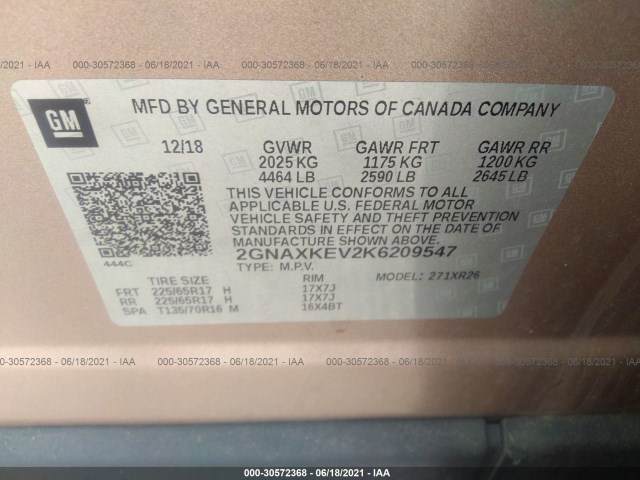 000-30572368 - 06/18/2021 - IAA
GM
MFD BY GENERAL MOTORS OF CANADA COMPANY
12/18 GVWR GAWR FRT GAWR RR
2025 KG 1175 KG 1200 KG
4464 LB 2590 LB 2645 LB
THIS VEHICLE CONFORMS TO ALL
APPLICABLE U.S. FEDERAL MOTOR
VEHICLE SAFETY AND THEFT PREVENTION
STANDARDS IN EFFECT ON THE DATE OF
MANUFACTURE SHOWN ABOVE.
2GNAXKEV2K6209547
444C TYPE: M.P.V. MODEL: 271XR26
TIRE SIZE RIM
FRT 225/65R17 H 17X7J
RR 225/65R17 H 17X7J
SPA T135/70R16 M 16X4BT
000-30572368 - 06/18/2021 - IAA
000-30572368 - 06/18/2021 - IAA